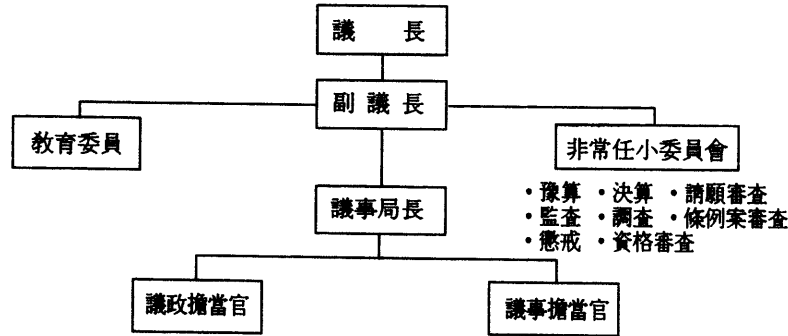 議 長
副 議 長
教育委員
非常任小委員會
議事局長
・豫算 ・決算 ・請願審査
・監査 ・調査 ・條例案審査
・懲戒 ・資格審査
議政擔當官
議事擔當官